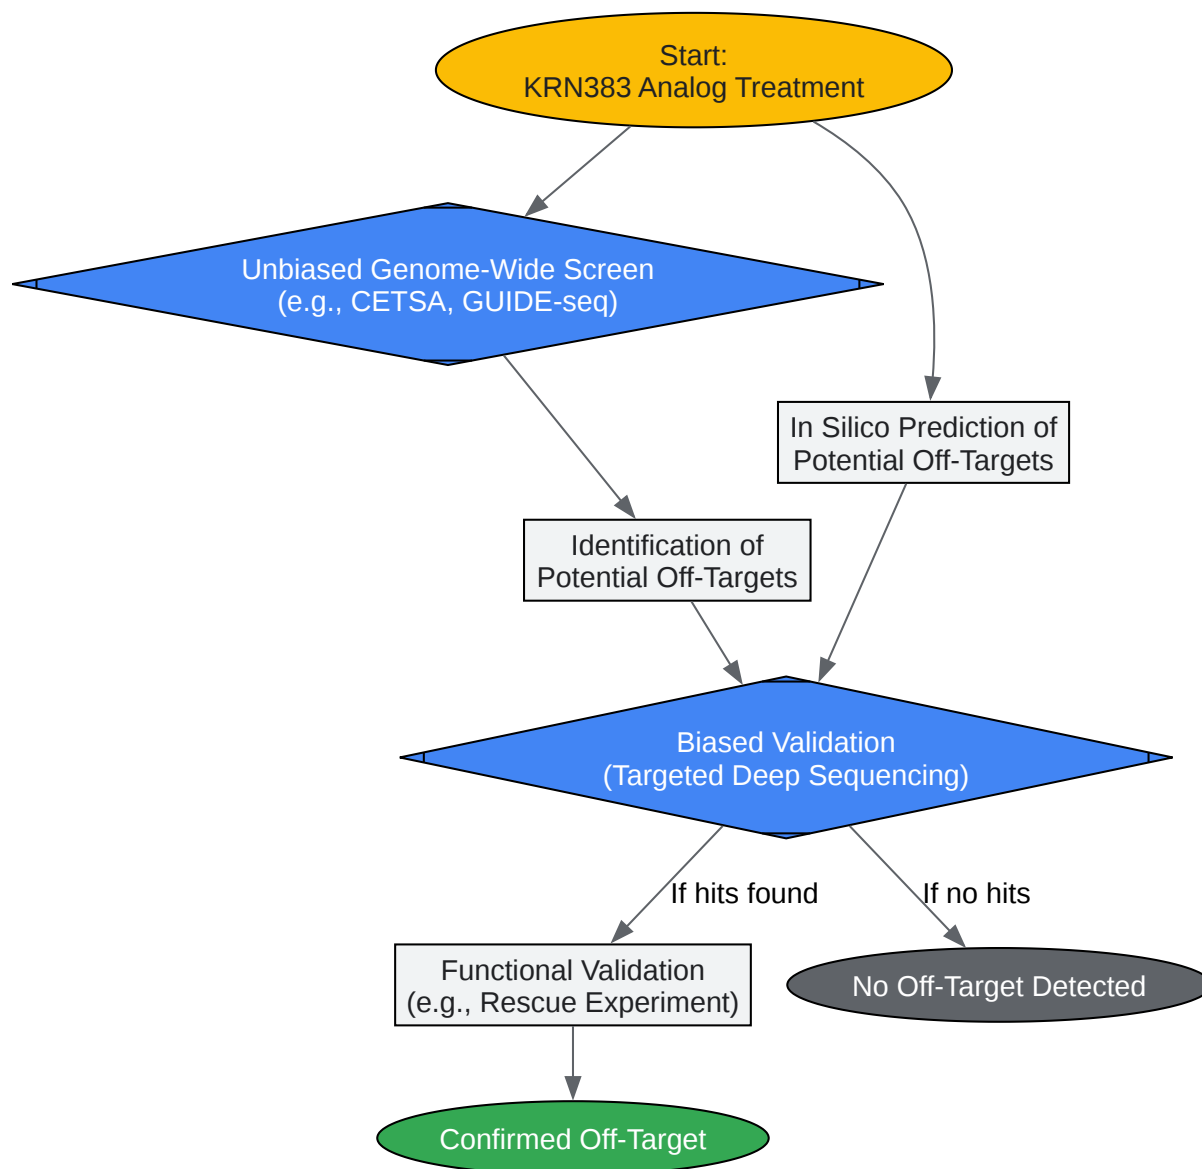 Start:
KRN383 Analog Treatment
Unbiased Genome-Wide Screen
(e.g., CETSA, GUIDE-seq)
In Silico Prediction of
Potential Off-Targets
Identification of
Potential Off-Targets
Biased Validation
(Targeted Deep Sequencing)
If hits found
If no hits
Functional Validation
(e.g., Rescue Experiment)
No Off-Target Detected
Confirmed Off-Target